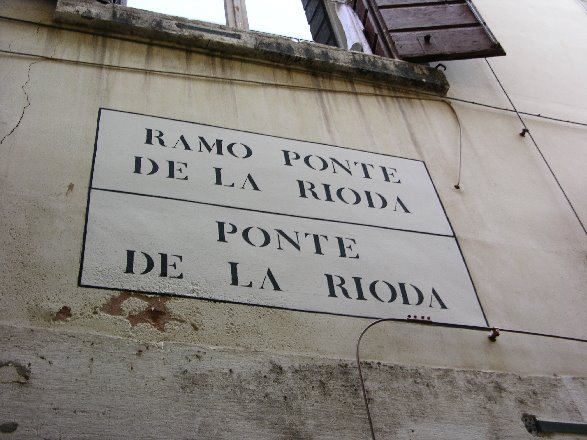 RAMO PONTE
DE LA RIODA
PONTE
DE LA RIODA